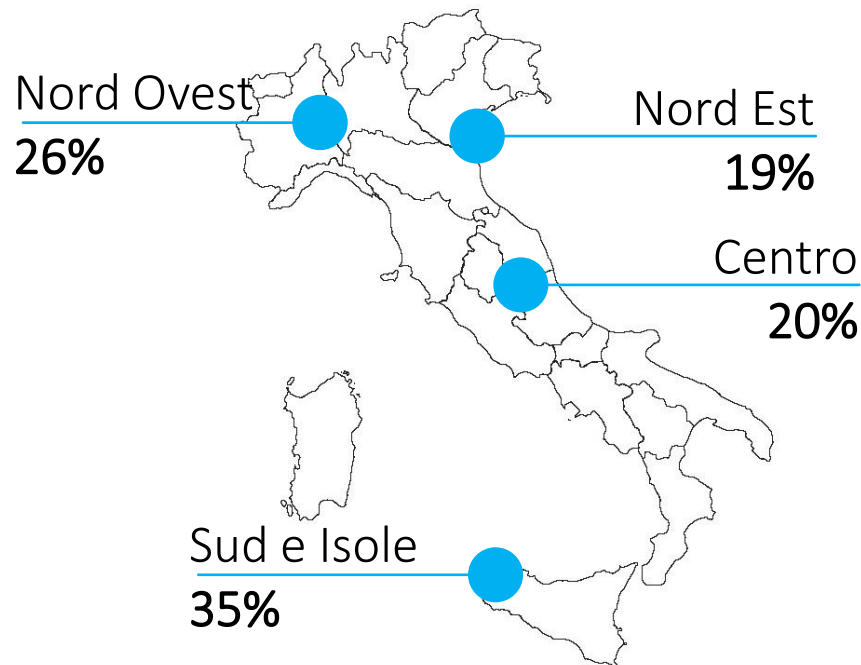 Nord Ovest
26%
Nord Est
19%
Centro
20%
Sud e Isole
35%